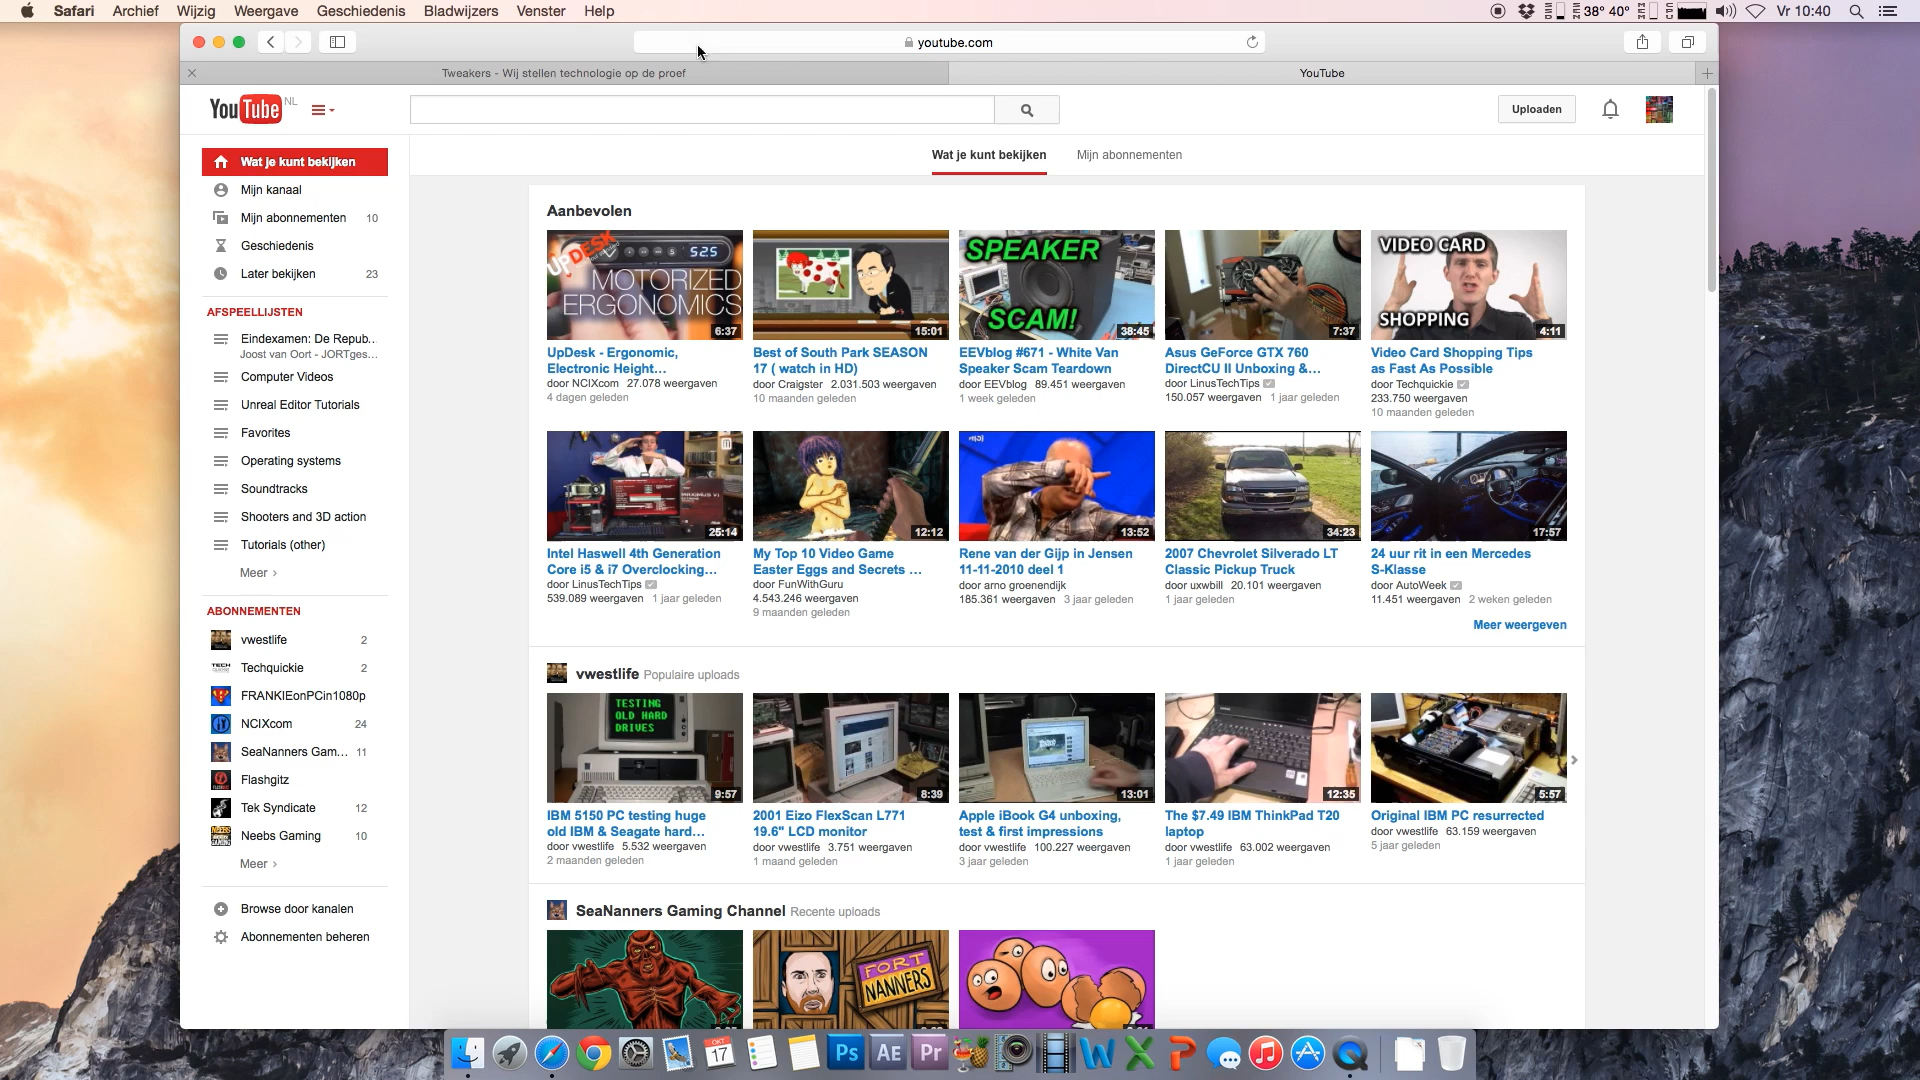 Safari Archief Wijzig Weergave Geschiedenis Bladwijzers Venster Help 38° 40° Vr 10:40
youtube.com
Tweakers - Wij stellen technologie op de proef YouTube
YouTube NL Uploaden
Wat je kunt bekijken Mijn abonnementen
Wat je kunt bekijken
Mijn kanaal
Mijn abonnementen 10
Geschiedenis
Later bekijken 23
AFSPEELLIJSTEN
Eindexamen: De Repub...
Joost van Oort - JORTges...
Computer Videos
Unreal Editor Tutorials
Favorites
Operating systems
Soundtracks
Shooters and 3D action
Tutorials (other)
Meer ›
ABONNEMENTEN
vwestlife 2
Techquickie 2
FRANKIEonPCin1080p
NCIXcom 24
SeaNanners Gam... 11
Flashgitz
Tek Syndicate 12
Neebs Gaming 10
Meer ›
Browse door kanalen
Abonnementen beheren
Aanbevolen
UPDESK
525
MOTORIZED
ERGONOMICS
6:37
UpDesk - Ergonomic,
Electronic Height...
door NCIXcom 27.078 weergaven
4 dagen geleden
15:01
Best of South Park SEASON
17 ( watch in HD)
door Craigster 2.031.503 weergaven
10 maanden geleden
SPEAKER
SCAM!
38:45
EEVblog #671 - White Van
Speaker Scam Teardown
door EEVblog 89.451 weergaven
1 week geleden
7:37
Asus GeForce GTX 760
DirectCU II Unboxing &...
door LinusTechTips
150.057 weergaven 1 jaar geleden
VIDEO CARD
SHOPPING
4:11
Video Card Shopping Tips
as Fast As Possible
door Techquickie
233.750 weergaven
10 maanden geleden
25:14
Intel Haswell 4th Generation
Core i5 & i7 Overclocking...
door LinusTechTips
539.089 weergaven 1 jaar geleden
12:12
My Top 10 Video Game
Easter Eggs and Secrets ...
door FunWithGuru
4.543.246 weergaven
9 maanden geleden
13:52
Rene van der Gijp in Jensen
11-11-2010 deel 1
door arno groenendijk
185.361 weergaven 3 jaar geleden
34:23
2007 Chevrolet Silverado LT
Classic Pickup Truck
door uxwbill 20.101 weergaven
1 jaar geleden
17:57
24 uur rit in een Mercedes
S-Klasse
door AutoWeek
11.451 weergaven 2 weken geleden
Meer weergeven
vwestlife Populaire uploads
TESTING
OLD HARD
DRIVES
9:57
IBM 5150 PC testing huge
old IBM & Seagate hard...
door vwestlife 5.532 weergaven
2 maanden geleden
8:39
2001 Eizo FlexScan L771
19.6" LCD monitor
door vwestlife 3.751 weergaven
1 maand geleden
13:01
Apple iBook G4 unboxing,
test & first impressions
door vwestlife 100.227 weergaven
3 jaar geleden
12:35
The $7.49 IBM ThinkPad T20
laptop
door vwestlife 63.002 weergaven
1 jaar geleden
5:57
Original IBM PC resurrected
door vwestlife 63.159 weergaven
5 jaar geleden
SeaNanners Gaming Channel Recente uploads
FORT
NANNERS
OKT
17
Ps AE Pr